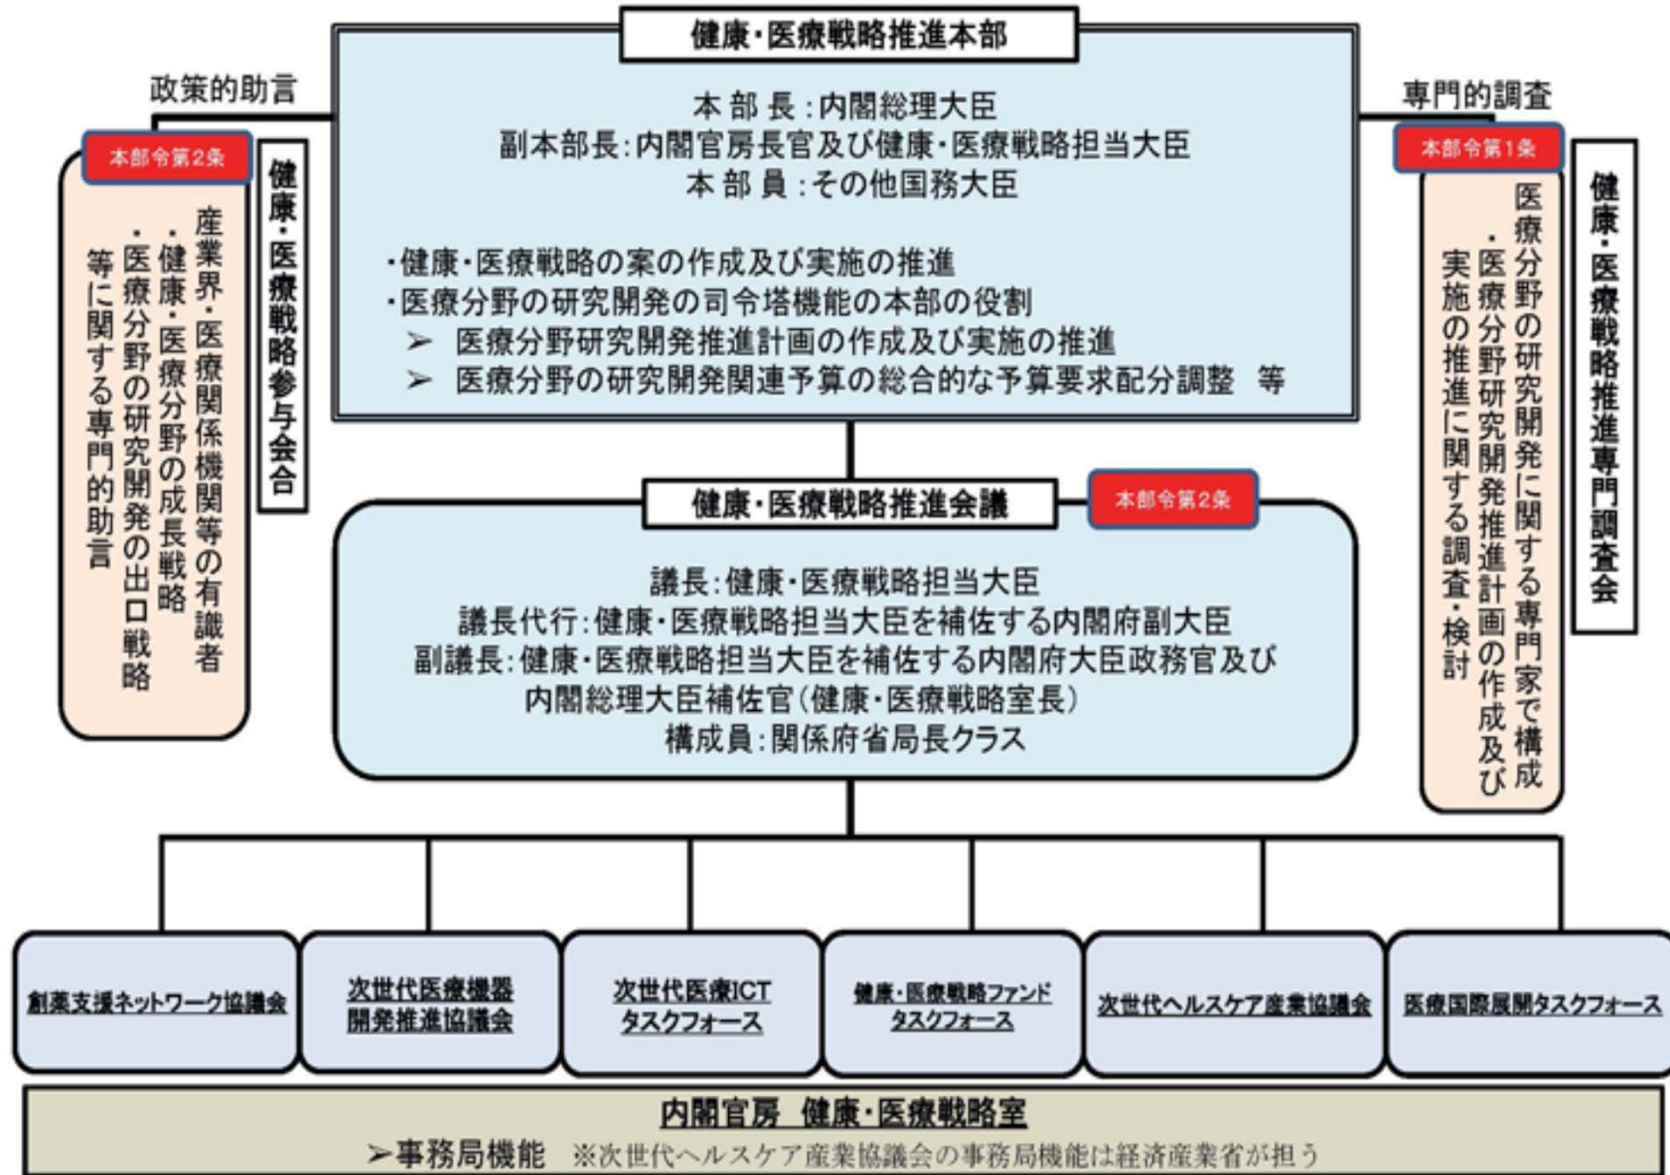 健康・医療戦略推進本部
本 部 長：内閣総理大臣
副本部長：内閣官房長官及び健康・医療戦略担当大臣
本 部 員：その他国務大臣
・健康・医療戦略の案の作成及び実施の推進
・医療分野の研究開発の司令塔機能の本部の役割
➢ 医療分野研究開発推進計画の作成及び実施の推進
➢ 医療分野の研究開発関連予算の総合的な予算要求配分調整 等
政策的助言
本部令第2条
健康・医療戦略参与会合
産業界・医療関係機関等の有識者
・健康・医療分野の成長戦略
・医療分野の研究開発の出口戦略
等に関する専門的助言
専門的調査
本部令第1条
健康・医療戦略推進専門調査会
医療分野の研究開発に関する専門家で構成
・医療分野研究開発推進計画の作成及び
実施の推進に関する調査・検討
健康・医療戦略推進会議
本部令第2条
議長：健康・医療戦略担当大臣
議長代行：健康・医療戦略担当大臣を補佐する内閣府副大臣
副議長：健康・医療戦略担当大臣を補佐する内閣府大臣政務官及び
内閣総理大臣補佐官（健康・医療戦略室長）
構成員：関係府省局長クラス
創薬支援ネットワーク協議会
次世代医療機器
開発推進協議会
次世代医療ICT
タスクフォース
健康・医療戦略ファンド
タスクフォース
次世代ヘルスケア産業協議会
医療国際展開タスクフォース
内閣官房 健康・医療戦略室
➢事務局機能 ※次世代ヘルスケア産業協議会の事務局機能は経済産業省が担う